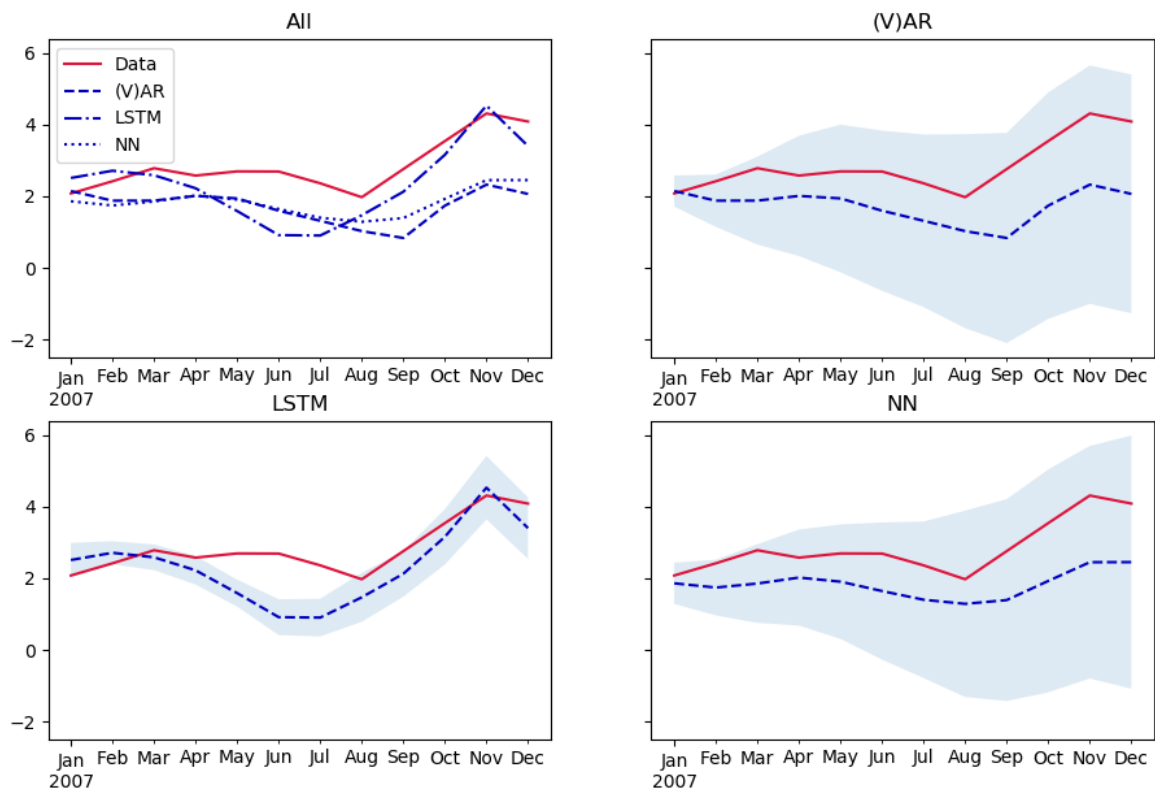 All
6
4
2
0
−2
Data
(V)AR
LSTM
NN
Jan Feb Mar Apr May Jun Jul Aug Sep Oct Nov Dec
2007
(V)AR
Jan Feb Mar Apr May Jun Jul Aug Sep Oct Nov Dec
2007
LSTM
6
4
2
0
−2
Jan Feb Mar Apr May Jun Jul Aug Sep Oct Nov Dec
2007
NN
Jan Feb Mar Apr May Jun Jul Aug Sep Oct Nov Dec
2007